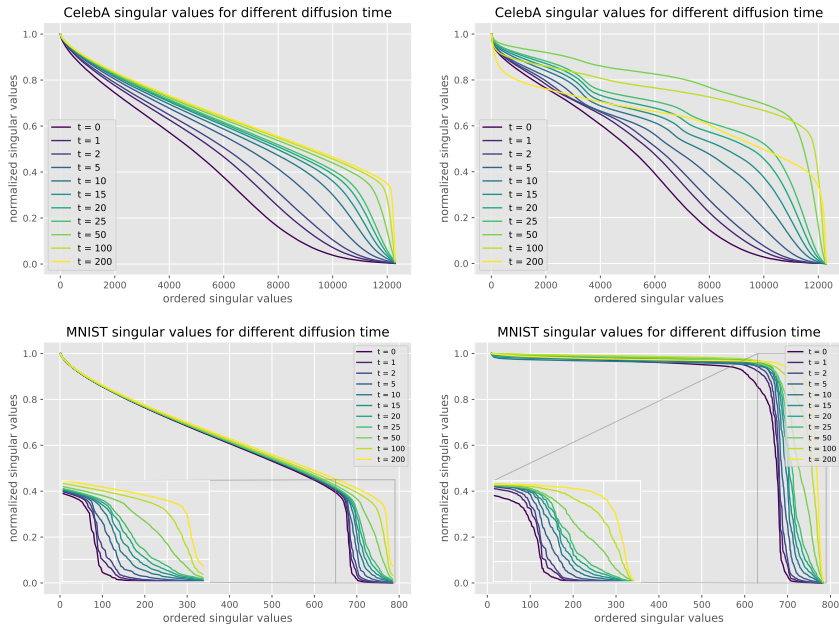 CelebA singular values for different diffusion time
normalized singular values
1.0
0.8
0.6
0.4
0.2
0.0
t = 0
t = 1
t = 2
t = 5
t = 10
t = 15
t = 20
t = 25
t = 50
t = 100
t = 200
0 2000 4000 6000 8000 10000 12000
ordered singular values
CelebA singular values for different diffusion time
normalized singular values
1.0
0.8
0.6
0.4
0.2
0.0
t = 0
t = 1
t = 2
t = 5
t = 10
t = 15
t = 20
t = 25
t = 50
t = 100
t = 200
0 2000 4000 6000 8000 10000 12000
ordered singular values
MNIST singular values for different diffusion time
normalized singular values
1.0
0.8
0.6
0.4
0.2
0.0
t = 0
t = 1
t = 2
t = 5
t = 10
t = 15
t = 20
t = 25
t = 50
t = 100
t = 200
0 100 200 300 400 500 600 700 800
ordered singular values
MNIST singular values for different diffusion time
normalized singular values
1.0
0.8
0.6
0.4
0.2
0.0
t = 0
t = 1
t = 2
t = 5
t = 10
t = 15
t = 20
t = 25
t = 50
t = 100
t = 200
0 100 200 300 400 500 600 700 800
ordered singular values